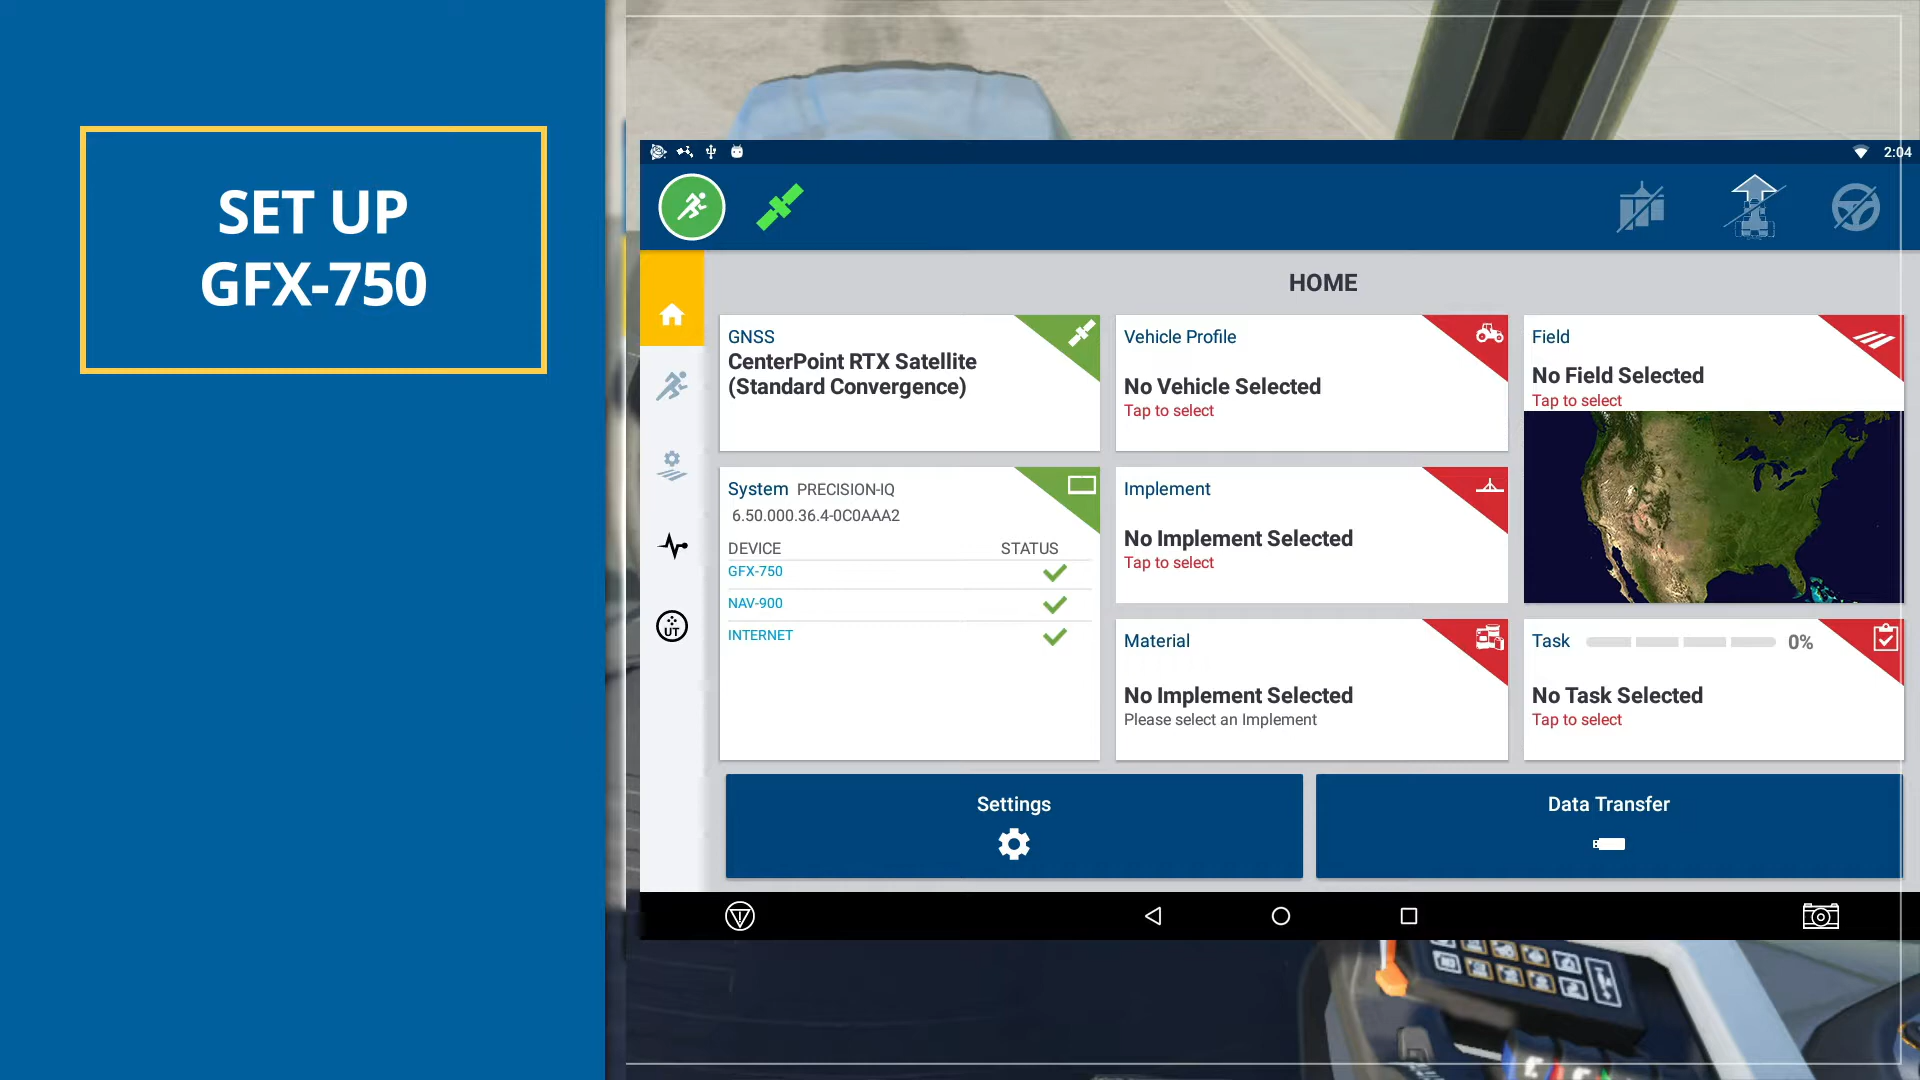 SET UP
GFX-750
2:04
HOME
GNSS
CenterPoint RTX Satellite
(Standard Convergence)
Vehicle Profile
No Vehicle Selected
Tap to select
Field
No Field Selected
Tap to select
System PRECISION-IQ
6.50.000.36.4-0C0AAA2
DEVICE STATUS
GFX-750
NAV-900
INTERNET
Implement
No Implement Selected
Tap to select
Material
No Implement Selected
Please select an Implement
Task 0%
No Task Selected
Tap to select
UT
Settings
Data Transfer